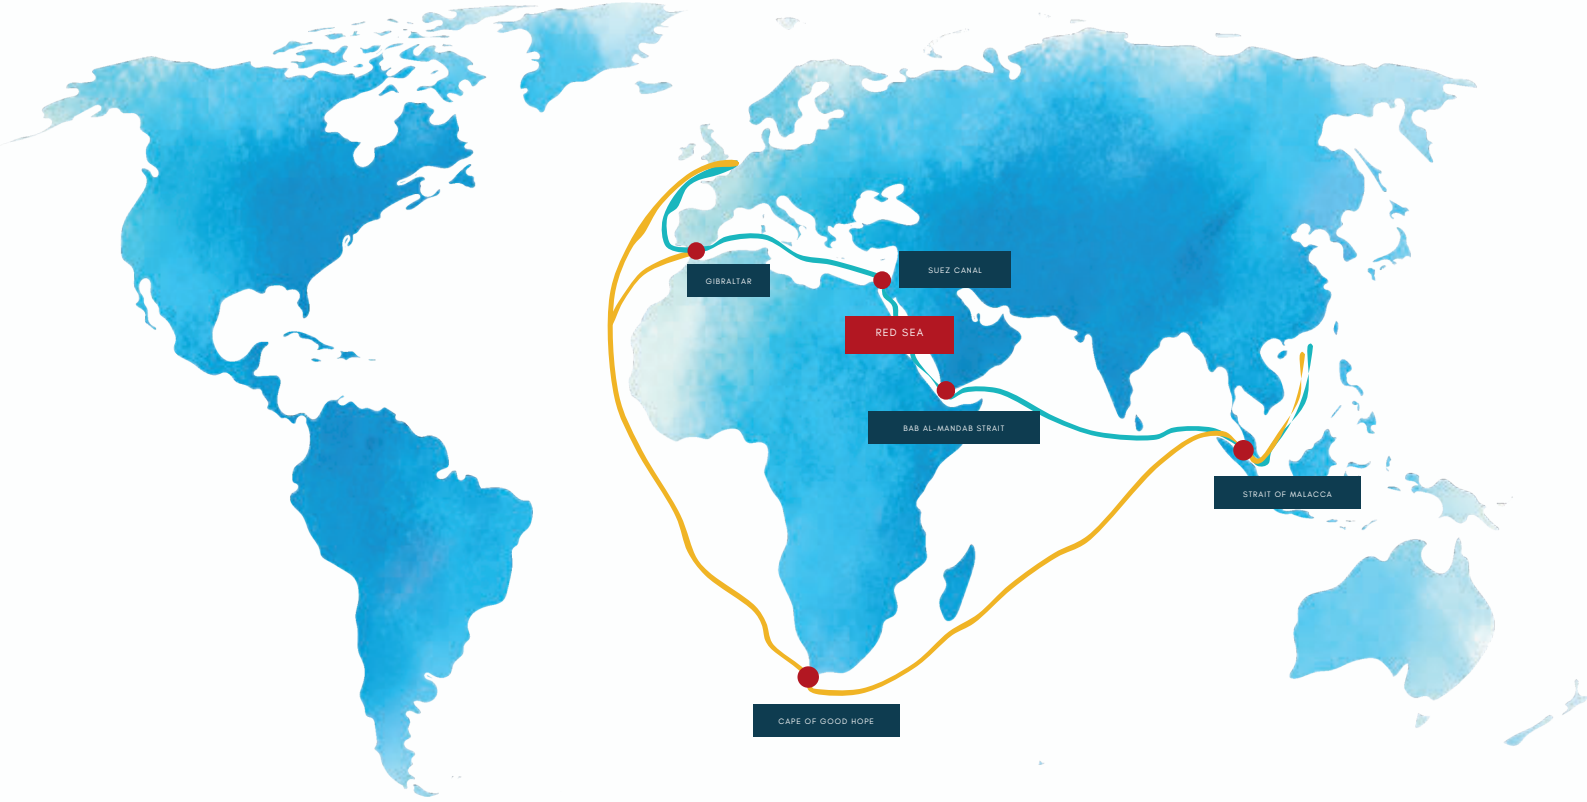 SUEZ CANAL
GIBRALTAR
RED SEA
BAB AL-MANDAB STRAIT
STRAIT OF MALACCA
CAPE OF GOOD HOPE